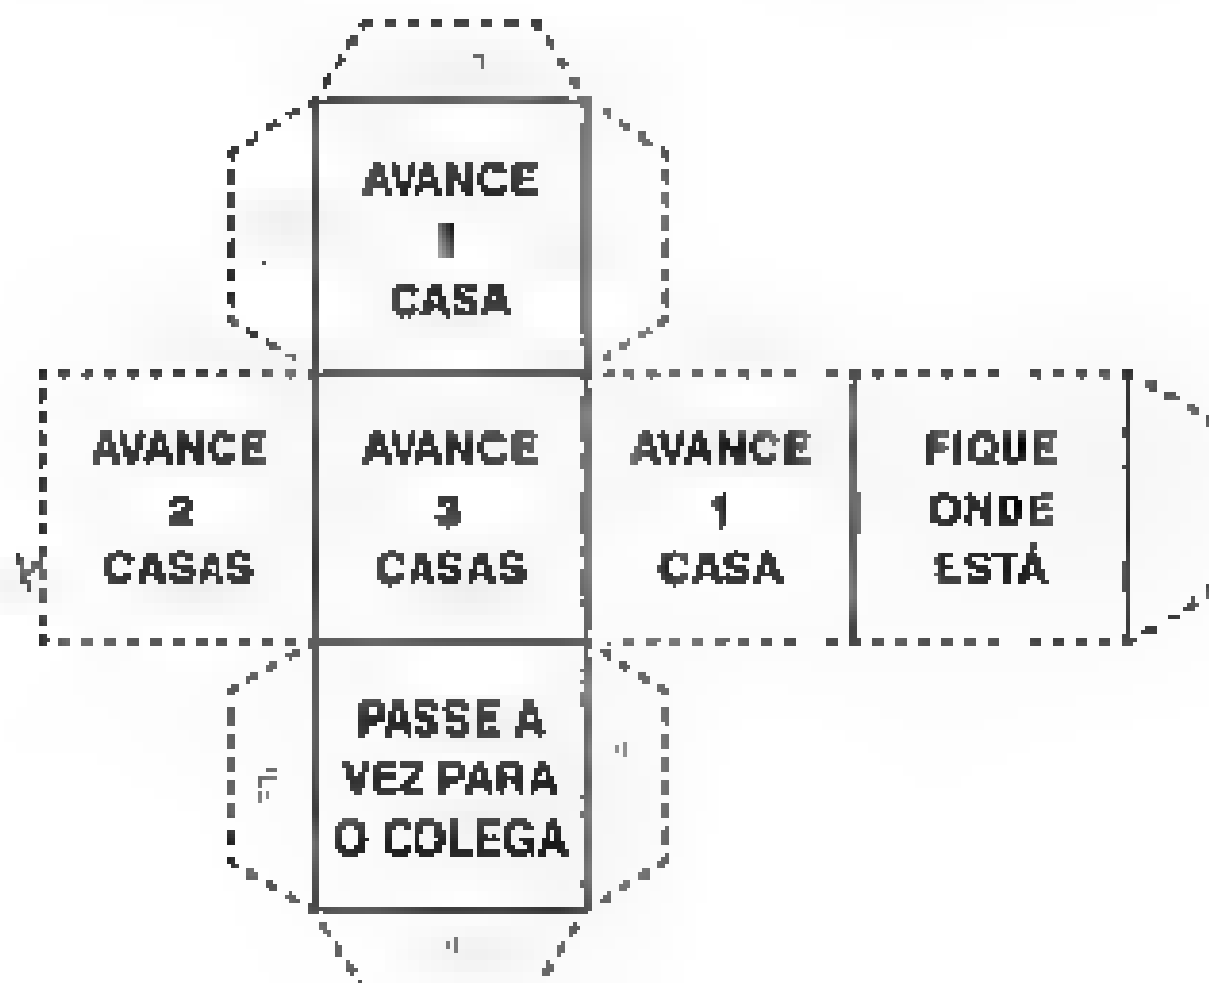 AVANCE
1
CASA
AVANCE
2
CASAS
AVANCE
3
CASAS
AVANCE
1
CASA
FIQUE
ONDE
ESTÁ
PASSE A
VEZ PARA
O COLEGA